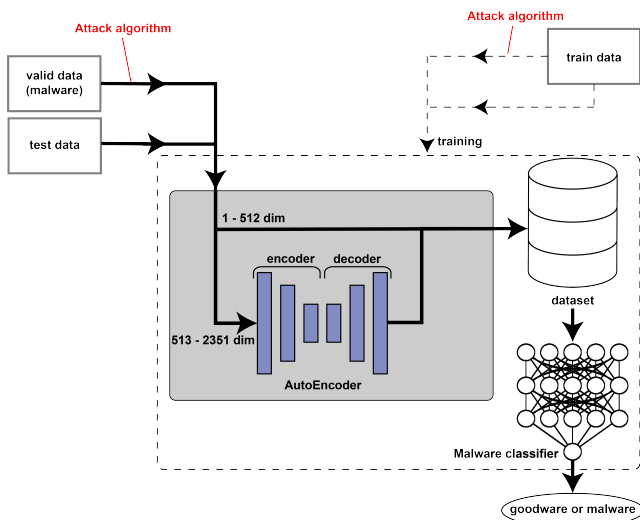 Attack algorithm
Attack algorithm
valid data
(malware)
train data
test data
training
1 - 512 dim
encoder
decoder
513 - 2351 dim
AutoEncoder
dataset
Malware classifier
goodware or malware